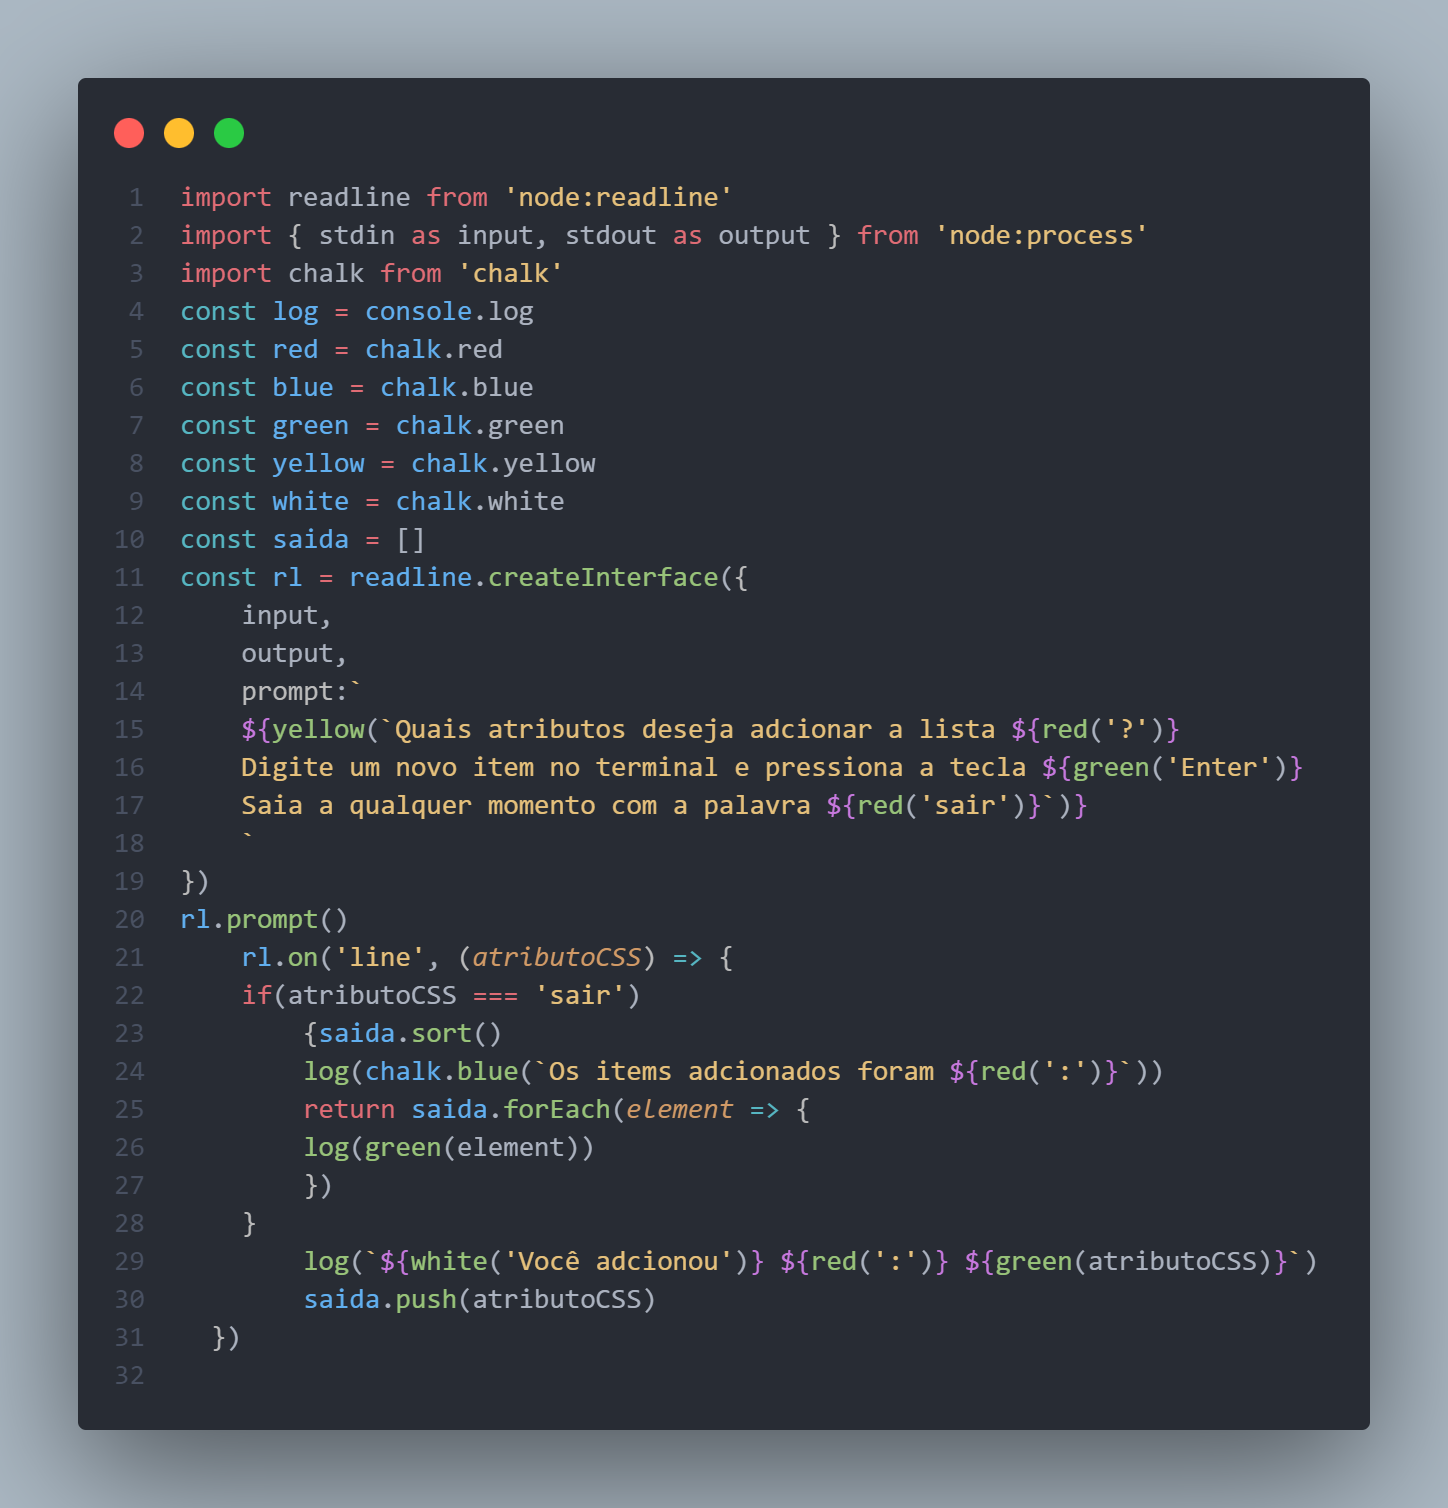 1 import readline from 'node:readline'
2 import { stdin as input, stdout as output } from 'node:process'
3 import chalk from 'chalk'
4 const log = console.log
5 const red = chalk.red
6 const blue = chalk.blue
7 const green = chalk.green
8 const yellow = chalk.yellow
9 const white = chalk.white
10 const saida = []
11 const rl = readline.createInterface({
12     input,
13     output,
14     prompt:`
15     ${yellow(`Quais atributos deseja adcionar a lista ${red('?')}
16     Digite um novo item no terminal e pressiona a tecla ${green('Enter')}
17     Saia a qualquer momento com a palavra ${red('sair')}`)}
18     `
19 })
20 rl.prompt()
21     rl.on('line', (atributoCSS) => {
22     if(atributoCSS === 'sair')
23         {saida.sort()
24         log(chalk.blue(`Os items adcionados foram ${red(':')}`))
25         return saida.forEach(element => {
26         log(green(element))
27         })
28     }
29         log(`${white('Você adcionou')} ${red(':')} ${green(atributoCSS)}`)
30         saida.push(atributoCSS)
31   })
32